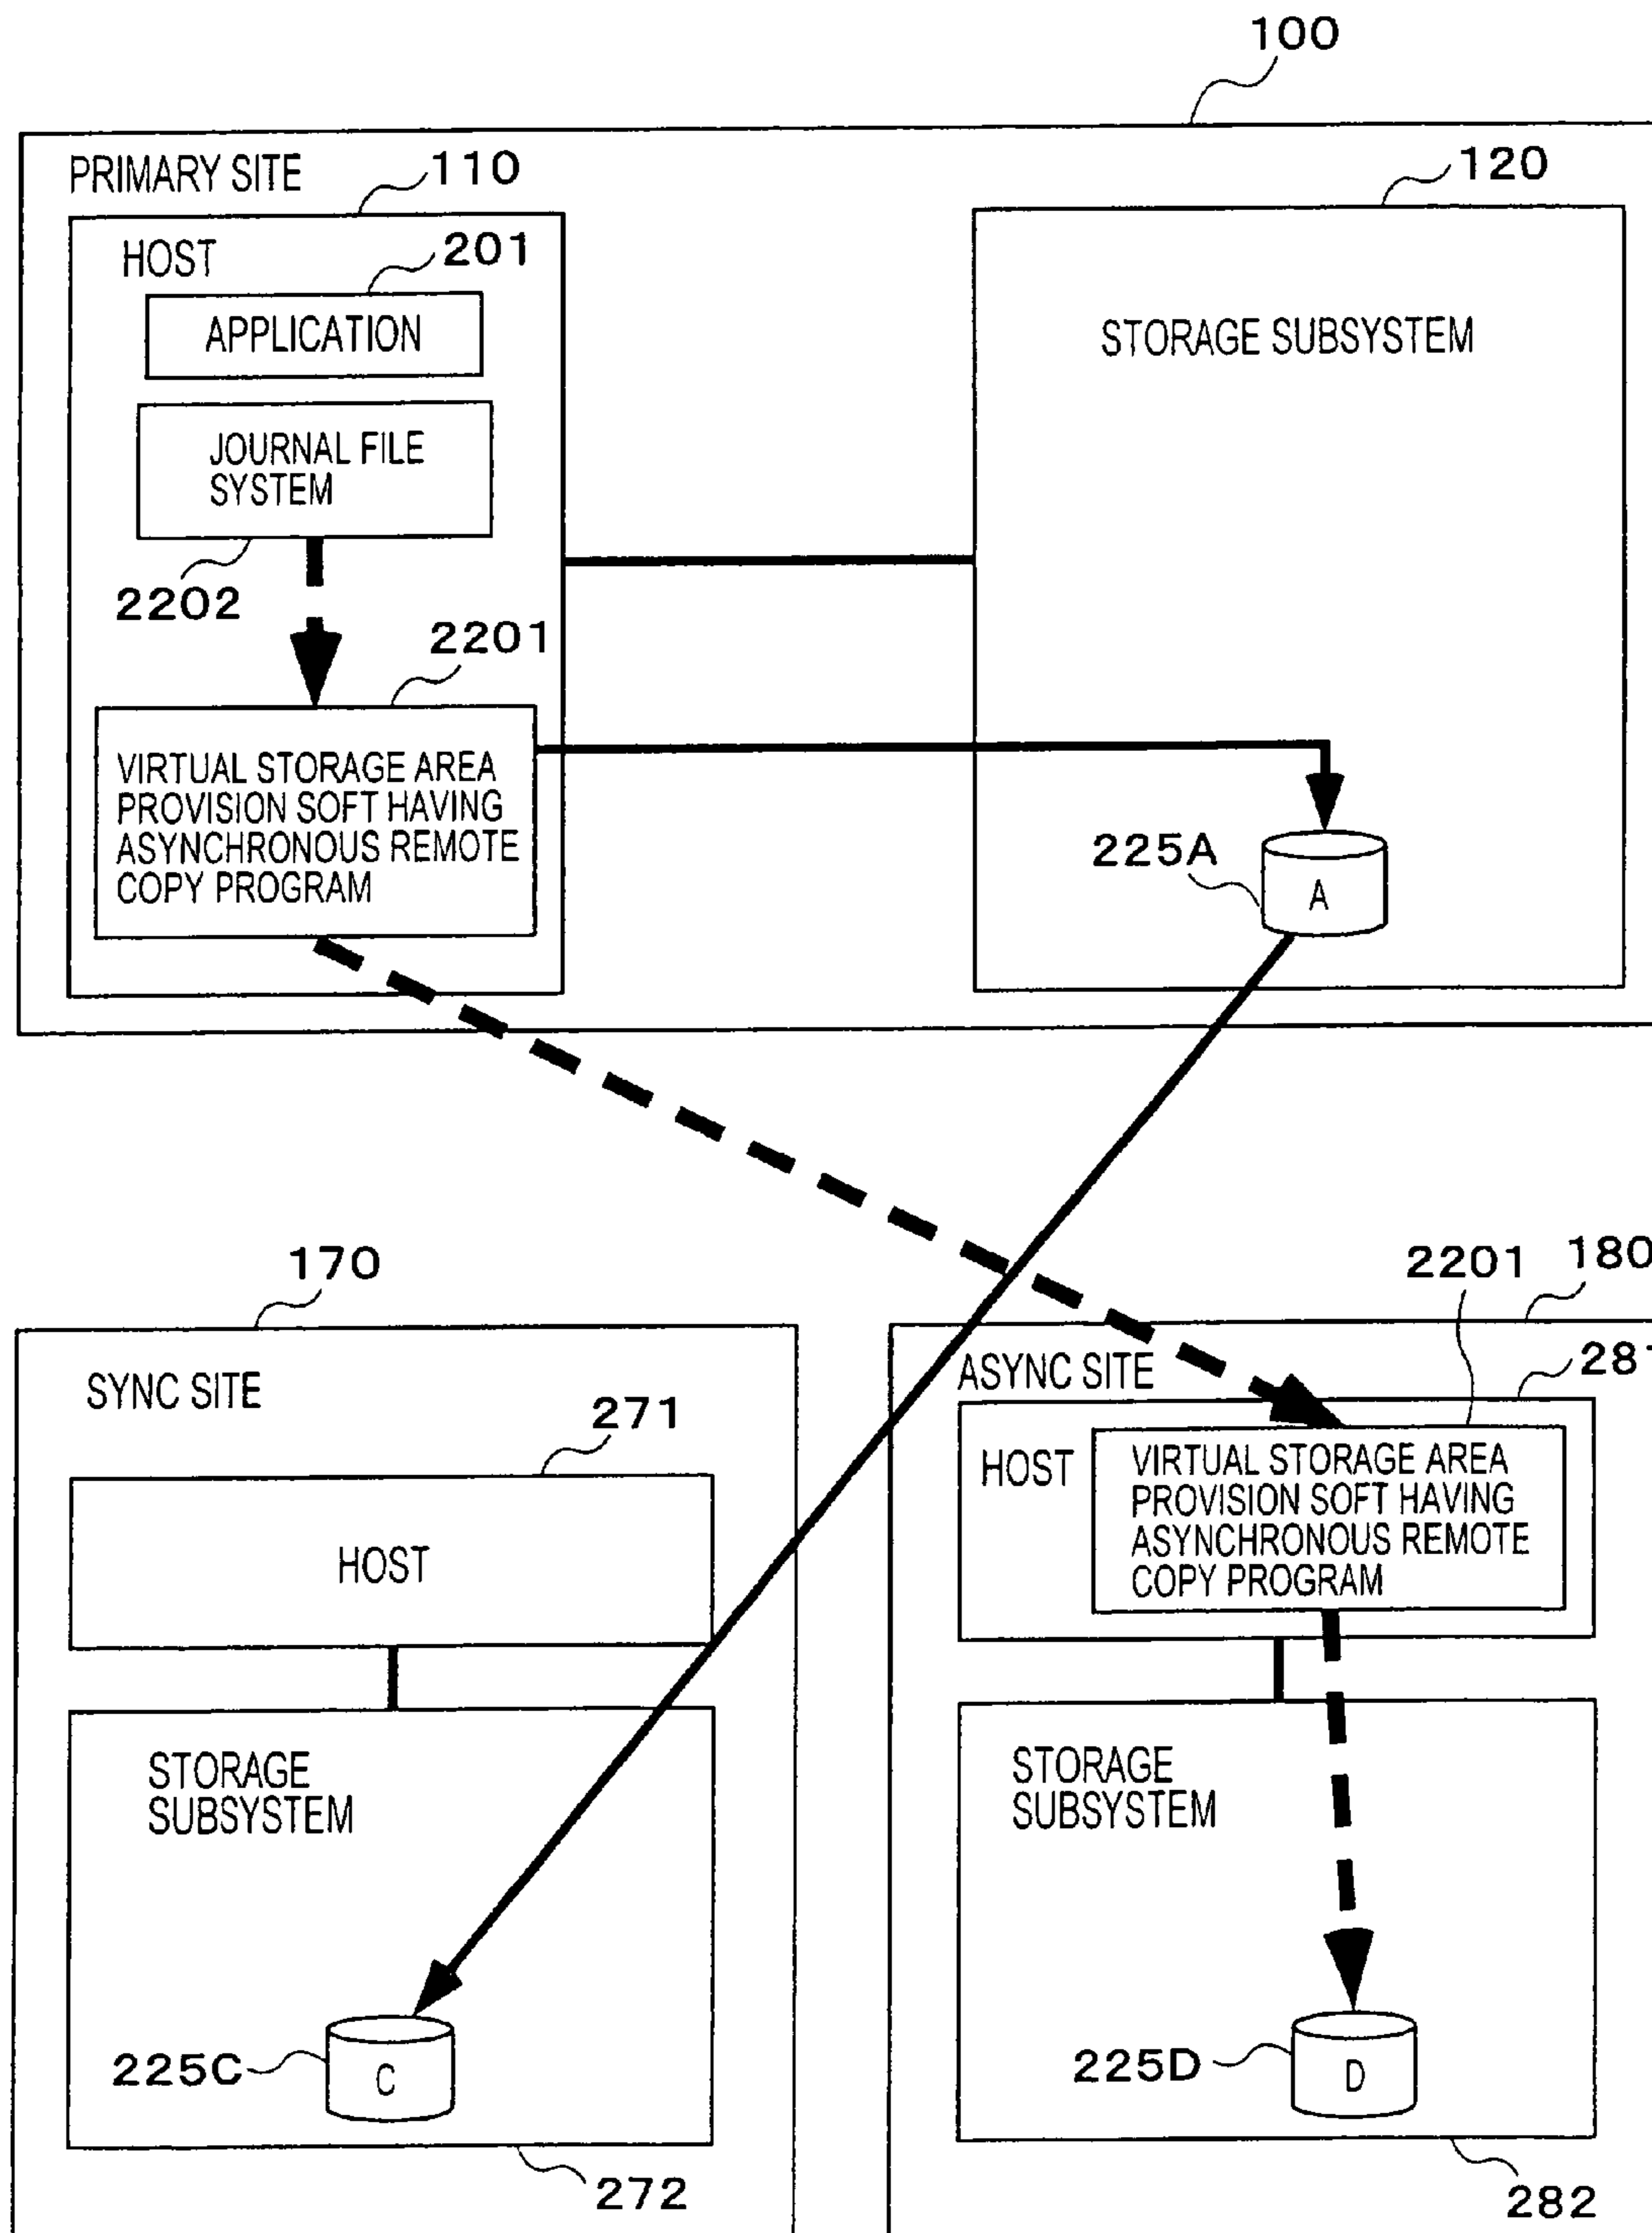 100
PRIMARY SITE
110
120
HOST
201
APPLICATION
STORAGE SUBSYSTEM
JOURNAL FILE
SYSTEM
2202
2201
VIRTUAL STORAGE AREA
PROVISION SOFT HAVING
ASYNCHRONOUS REMOTE
COPY PROGRAM
225A
A
170
2201
180
SYNC SITE
ASYNC SITE
281
271
HOST
HOST
VIRTUAL STORAGE AREA
PROVISION SOFT HAVING
ASYNCHRONOUS REMOTE
COPY PROGRAM
STORAGE
SUBSYSTEM
STORAGE
SUBSYSTEM
225C
C
225D
D
272
282